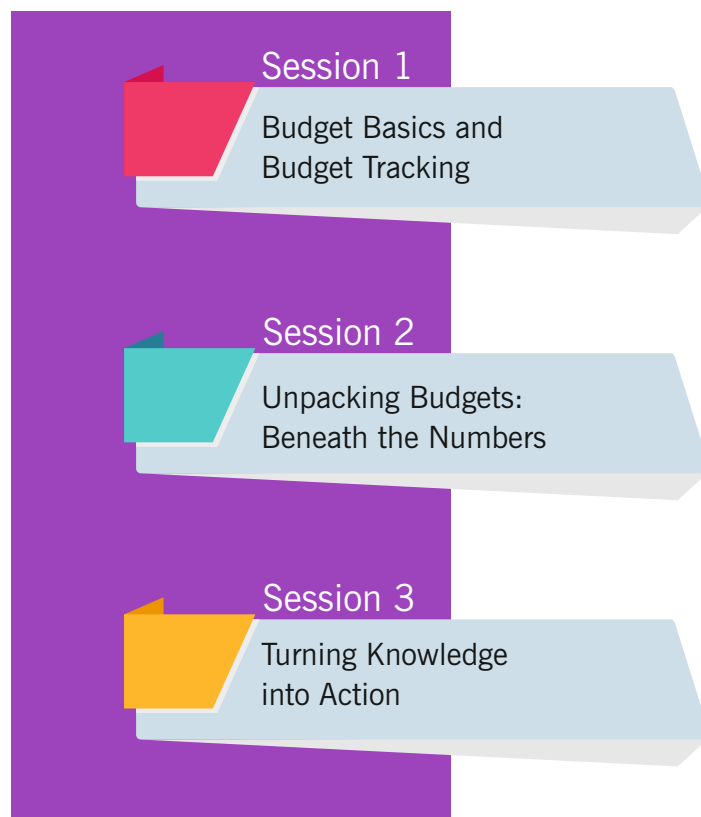 Session 1
Budget Basics and
Budget Tracking
Session 2
Unpacking Budgets:
Beneath the Numbers
Session 3
Turning Knowledge
into Action